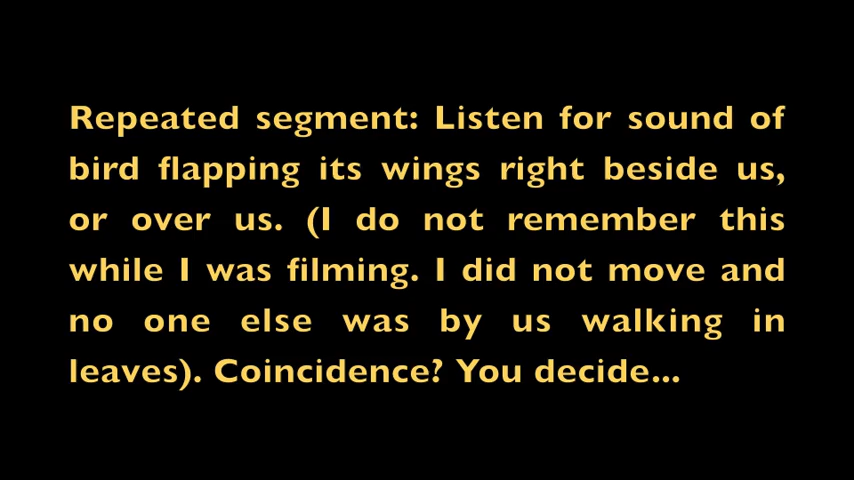 Repeated segment: Listen for sound of
bird flapping its wings right beside us,
or over us. (I do not remember this
while I was filming. I did not move and
no one else was by us walking in
leaves). Coincidence? You decide...